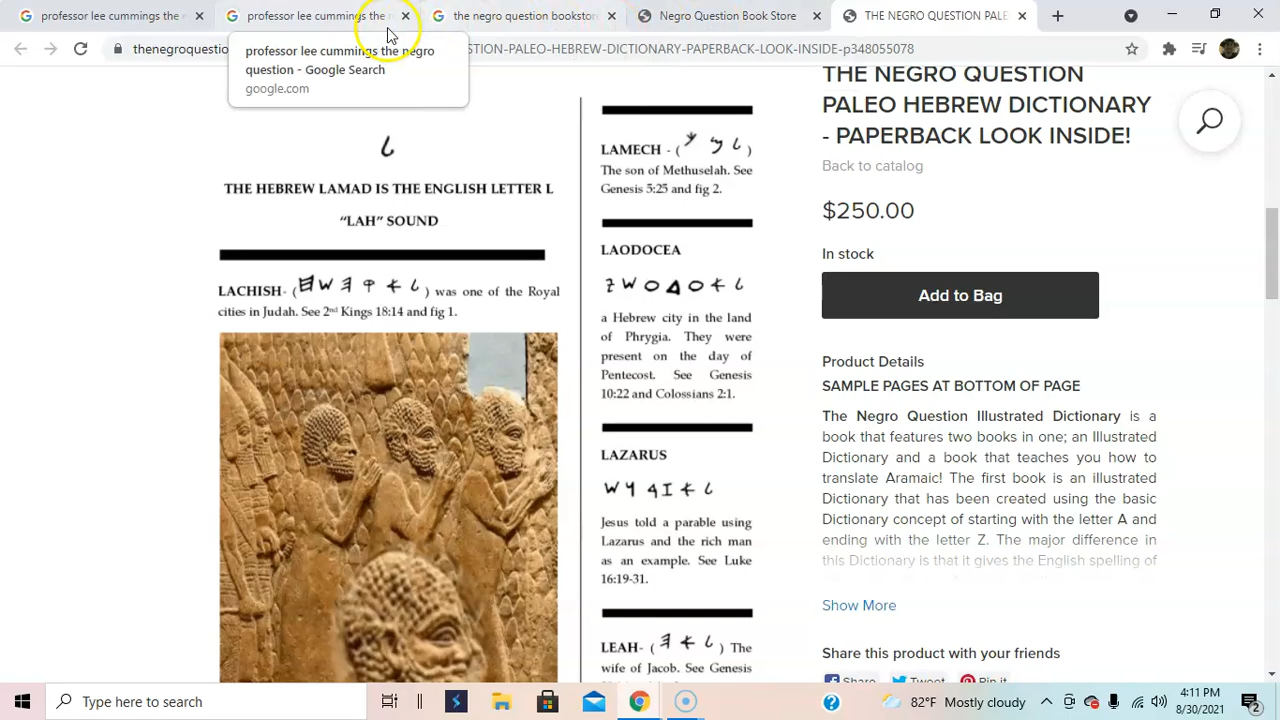 professor lee cummings the n
professor lee cummings the n
the negro question bookstore
Negro Question Book Store
THE NEGRO QUESTION PALE
thenegroquestio
ESTION-PALEO-HEBREW-DICTIONARY-PAPERBACK-LOOK-INSIDE-p348055078
professor lee cummings the negro
question - Google Search
google.com
THE HEBREW LAMAD IS THE ENGLISH LETTER L
“LAH” SOUND
LACHISH- ( ) was one of the Royal
cities in Judah. See 2nd Kings 18:14 and fig 1.
LAMECH - ( )
The son of Methuselah. See
Genesis 5:25 and fig 2.
LAODOCEA
a Hebrew city in the land
of Phrygia. They were
present on the day of
Pentecost. See Genesis
10:22 and Colossians 2:1.
LAZARUS
Jesus told a parable using
Lazarus and the rich man
as an example. See Luke
16:19-31.
LEAH- ( ) The
wife of Jacob. See Genesis
THE NEGRO QUESTION
PALEO HEBREW DICTIONARY
- PAPERBACK LOOK INSIDE!
Back to catalog
$250.00
In stock
Add to Bag
Product Details
SAMPLE PAGES AT BOTTOM OF PAGE
The Negro Question Illustrated Dictionary is a
book that features two books in one; an Illustrated
Dictionary and a book that teaches you how to
translate Aramaic! The first book is an illustrated
Dictionary that has been created using the basic
Dictionary concept of starting with the letter A and
ending with the letter Z. The major difference in
this Dictionary is that it gives the English spelling of
Show More
Share this product with your friends
Share
Tweet
Pin it
Type here to search
82°F Mostly cloudy
4:11 PM
8/30/2021
2